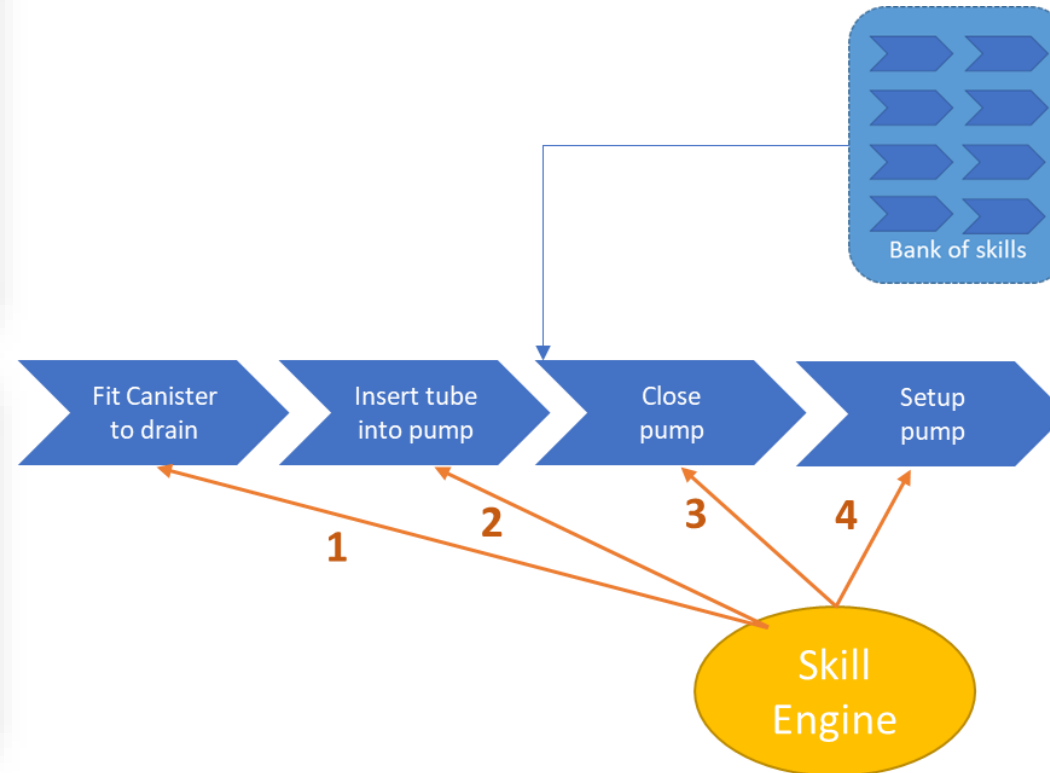 Bank of skills
Fit Canister
to drain
Insert tube
into pump
Close
pump
Setup
pump
1
2
3
4
Skill
Engine